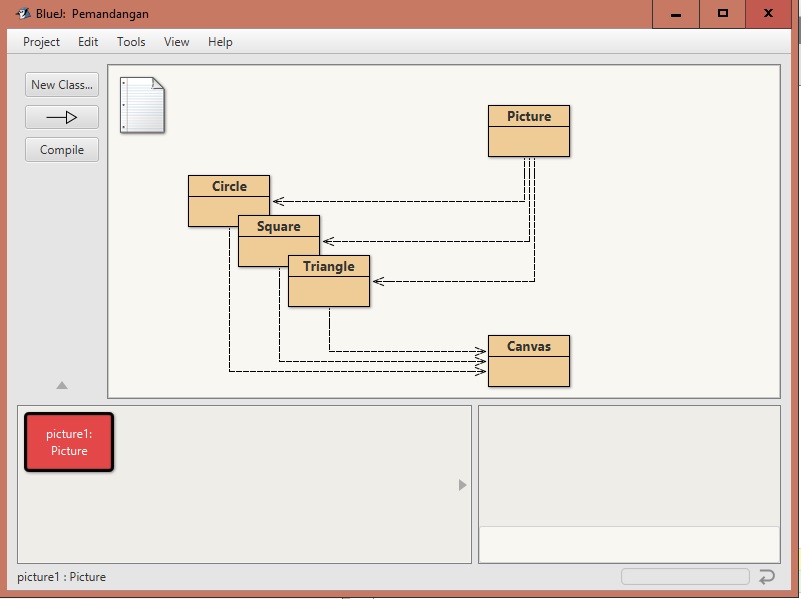 BlueJ: Pemandangan
Project Edit Tools View Help
New Class...
Compile
Picture
Circle
Square
Triangle
Canvas
picture1:
Picture
picture1 : Picture